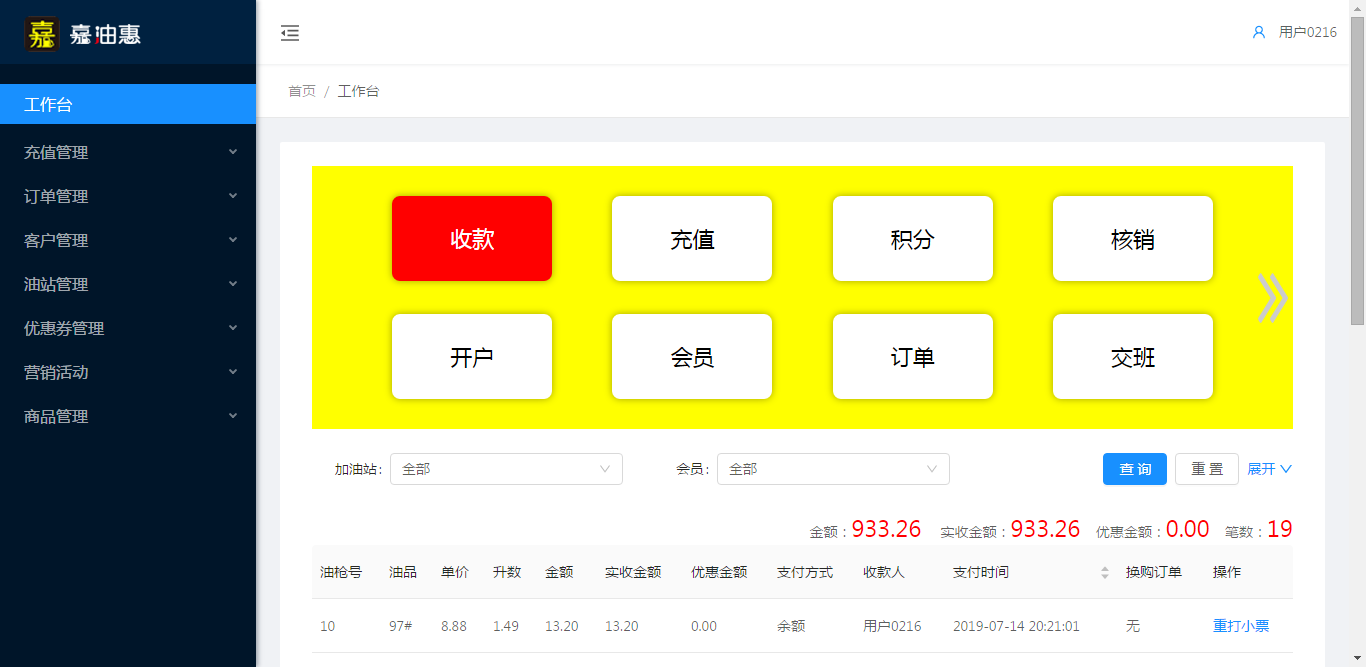 嘉 嘉油惠
用户0216
首页 / 工作台
工作台
充值管理
订单管理
客户管理
油站管理
优惠券管理
营销活动
商品管理
收款 充值 积分 核销
开户 会员 订单 交班
加油站: 全部 会员: 全部 查 询 重 置 展开
金额：933.26 实收金额：933.26 优惠金额：0.00 笔数：19
油枪号 油品 单价 升数 金额 实收金额 优惠金额 支付方式 收款人 支付时间 换购订单 操作
10 97# 8.88 1.49 13.20 13.20 0.00 余额 用户0216 2019-07-14 20:21:01 无 重打小票